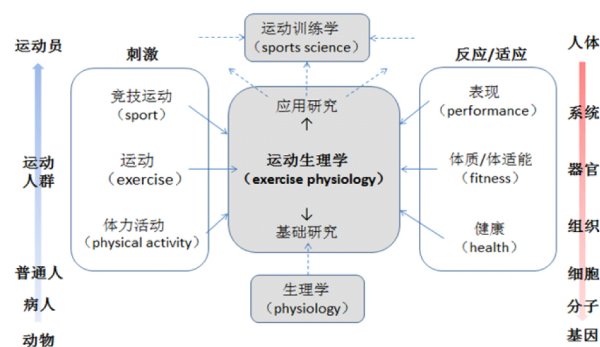 运动训练学
（sports science）
运动员
刺激
反应/适应
人体
竞技运动
（sport）
应用研究
↑
表现
（performance）
系统
运动
人群
运动
（exercise）
运动生理学
（exercise physiology）
体质/体适能
（fitness）
器官
体力活动
（physical activity）
↓
基础研究
健康
（health）
组织
普通人
生理学
（physiology）
细胞
病人
分子
动物
基因